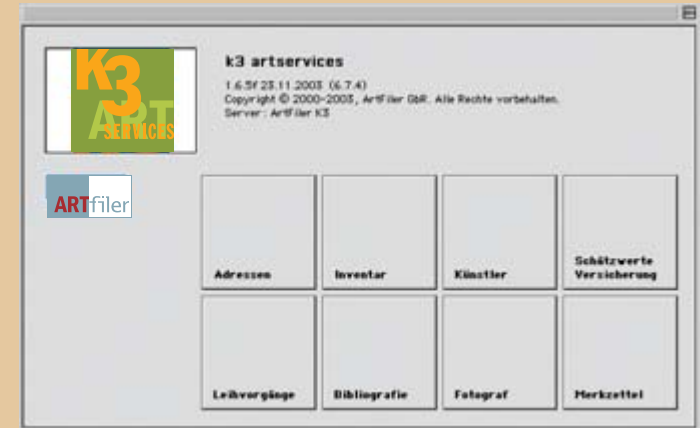 K3
ART
SERVICES
k3 artservices
1.6.5f 23.11.2003 (6.7.4)
Copyright © 2000-2003, ArtFiler GbR. Alle Rechte vorbehalten.
Server: ArtFiler K3
ARTfiler
Adressen
Inventar
Künstler
Schätzwerte
Versicherung
Leihvorgänge
Bibliografie
Fotograf
Merkzettel